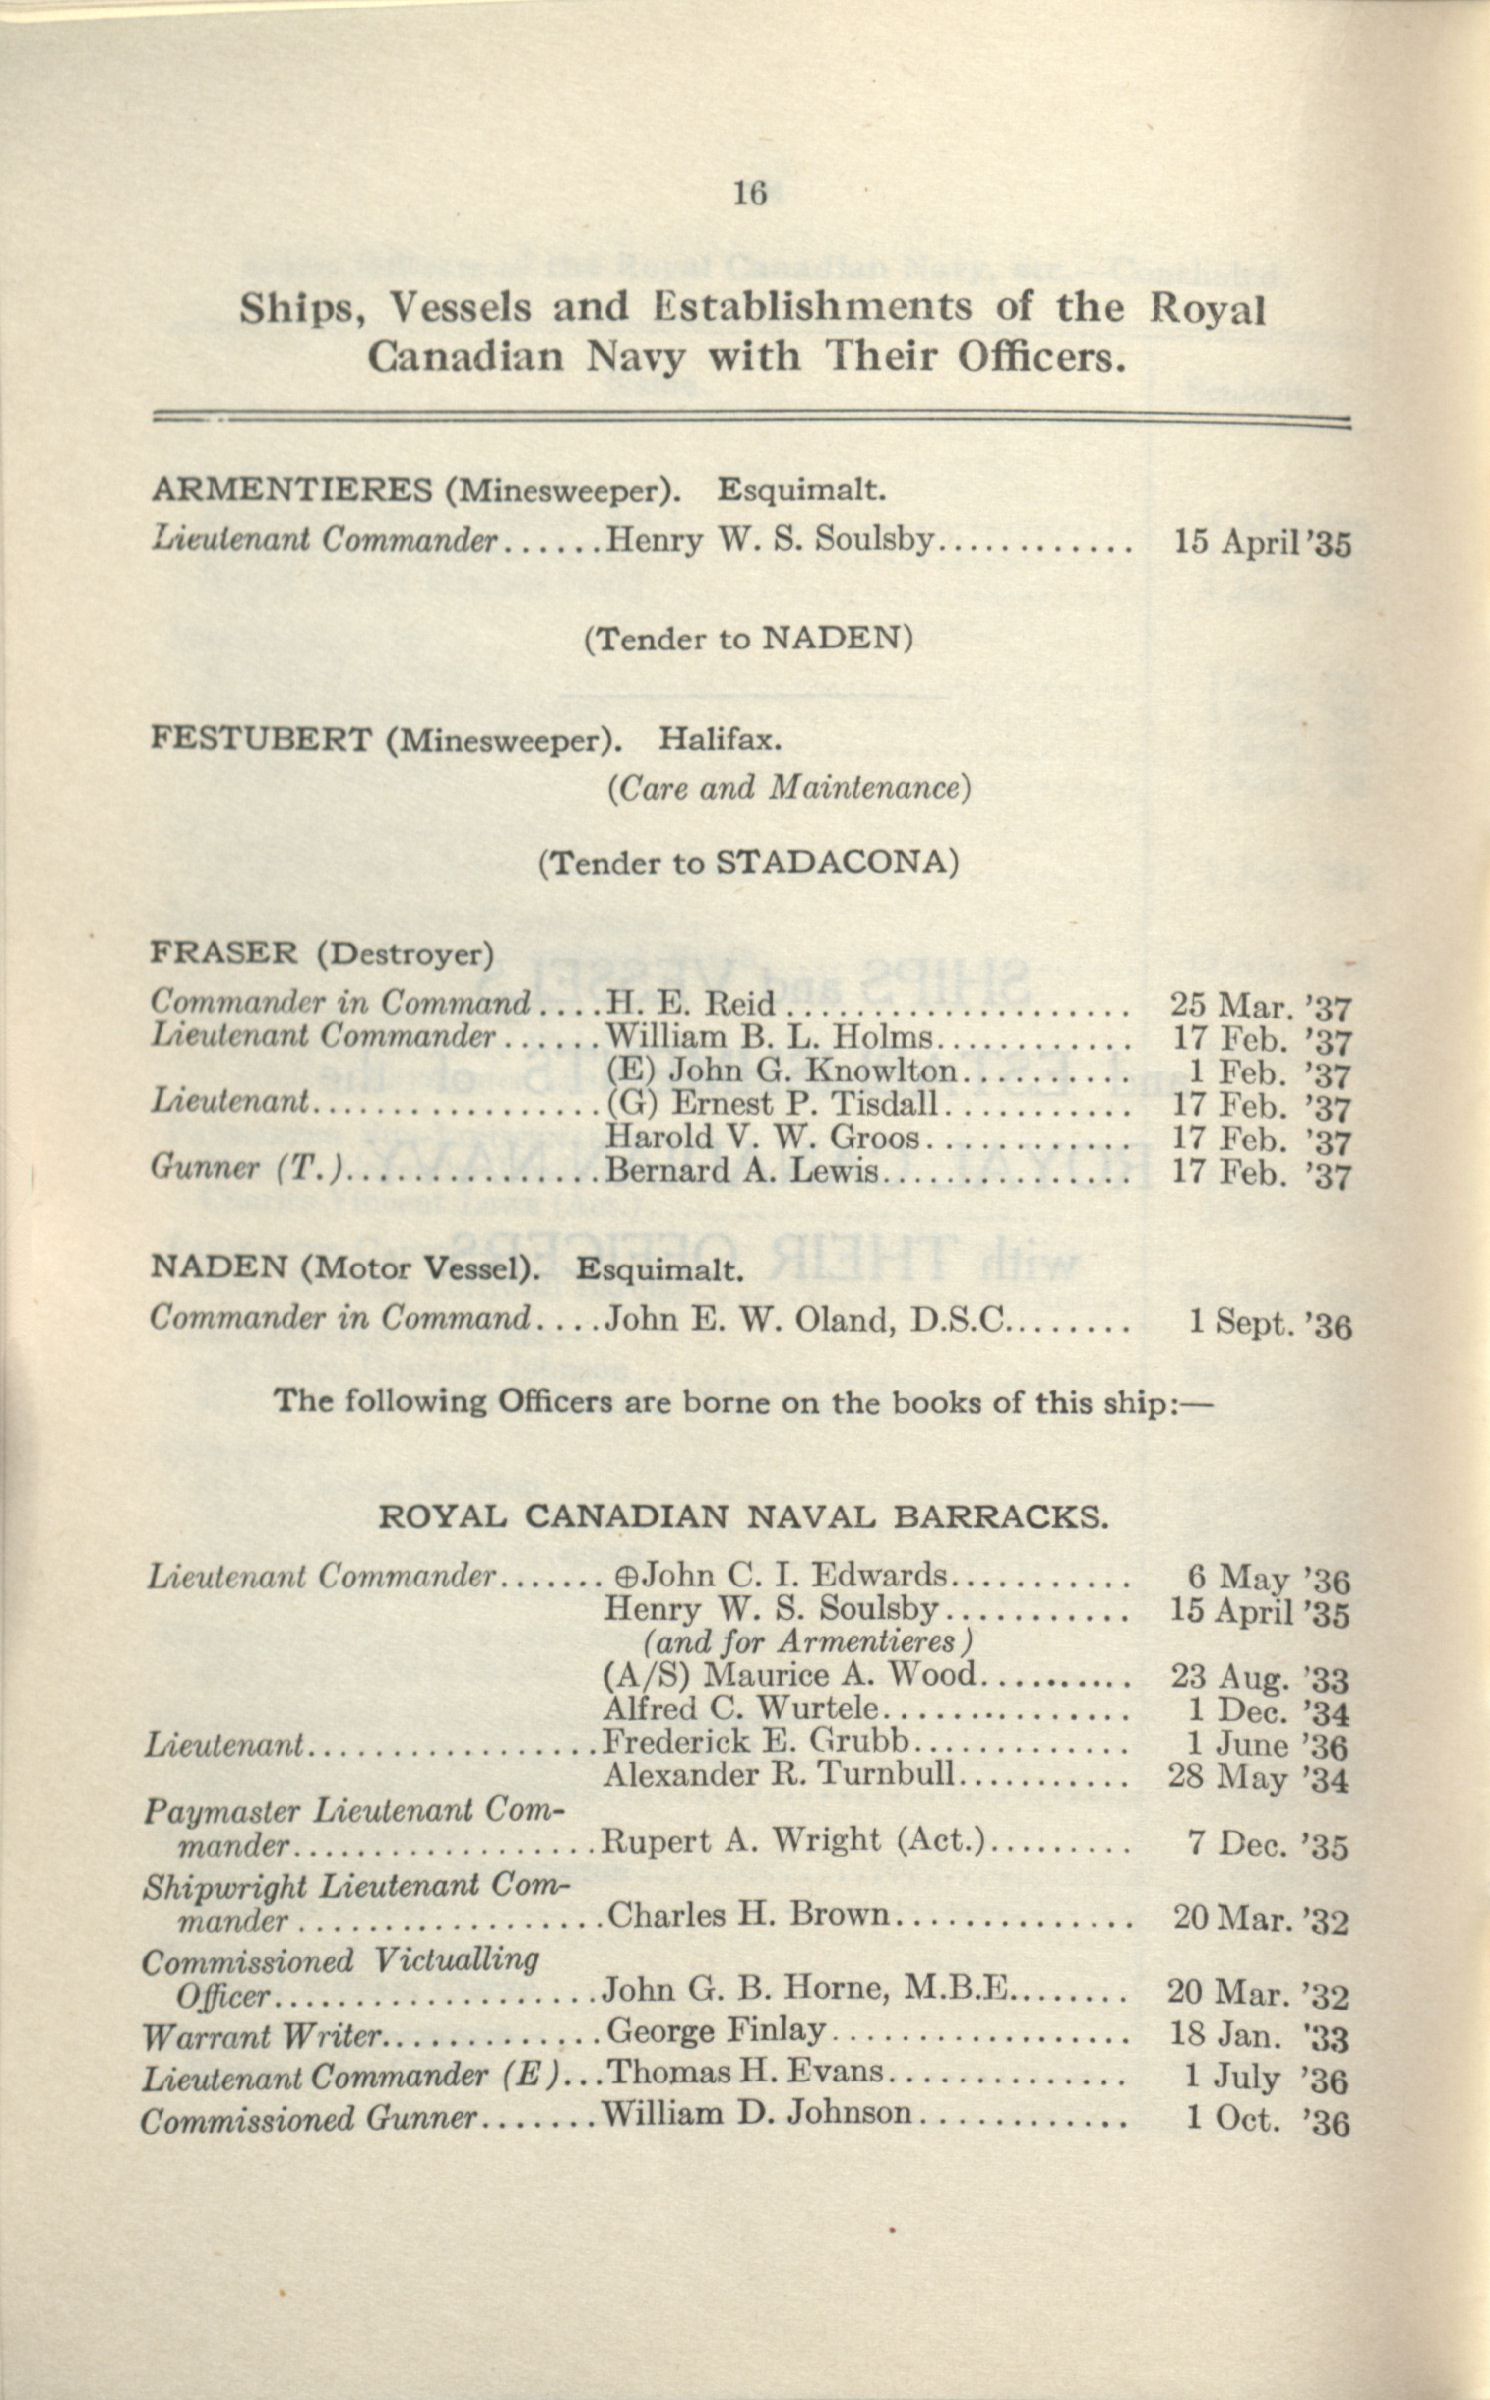 16
Ships, Vessels and Establishments of the Royal
Canadian Navy with Their Officers.
ARMENTIERES (Minesweeper). Esquimalt.
Lieutenant Commander......Henry W. S. Soulsby............ 15 April '35
(Tender to NADEN)
FESTUBERT (Minesweeper). Halifax.
(Care and Maintenance)
(Tender to STADACONA)
FRASER (Destroyer)
Commander in Command....H. E. Reid..................... 25 Mar. '37
Lieutenant Commander......William B. L. Holms............ 17 Feb. '37
(E) John G. Knowlton.......... 1 Feb. '37
Lieutenant..................(G) Ernest P. Tisdall............ 17 Feb. '37
Harold V. W. Groos............. 17 Feb. '37
Gunner (T.)................Bernard A. Lewis............... 17 Feb. '37
NADEN (Motor Vessel). Esquimalt.
Commander in Command....John E. W. Oland, D.S.C........ 1 Sept. '36
The following Officers are borne on the books of this ship:—
ROYAL CANADIAN NAVAL BARRACKS.
Lieutenant Commander....... ⊕John C. I. Edwards........... 6 May '36
Henry W. S. Soulsby........... 15 April '35
(and for Armentieres)
(A/S) Maurice A. Wood.......... 23 Aug. '33
Alfred C. Wurtele............... 1 Dec. '34
Lieutenant..................Frederick E. Grubb............. 1 June '36
Alexander R. Turnbull........... 28 May '34
Paymaster Lieutenant Com-
mander...................Rupert A. Wright (Act.)......... 7 Dec. '35
Shipwright Lieutenant Com-
mander...................Charles H. Brown............... 20 Mar. '32
Commissioned Victualling
Officer....................John G. B. Horne, M.B.E........ 20 Mar. '32
Warrant Writer.............George Finlay.................. 18 Jan. '33
Lieutenant Commander (E)...Thomas H. Evans............... 1 July '36
Commissioned Gunner.......William D. Johnson............. 1 Oct. '36